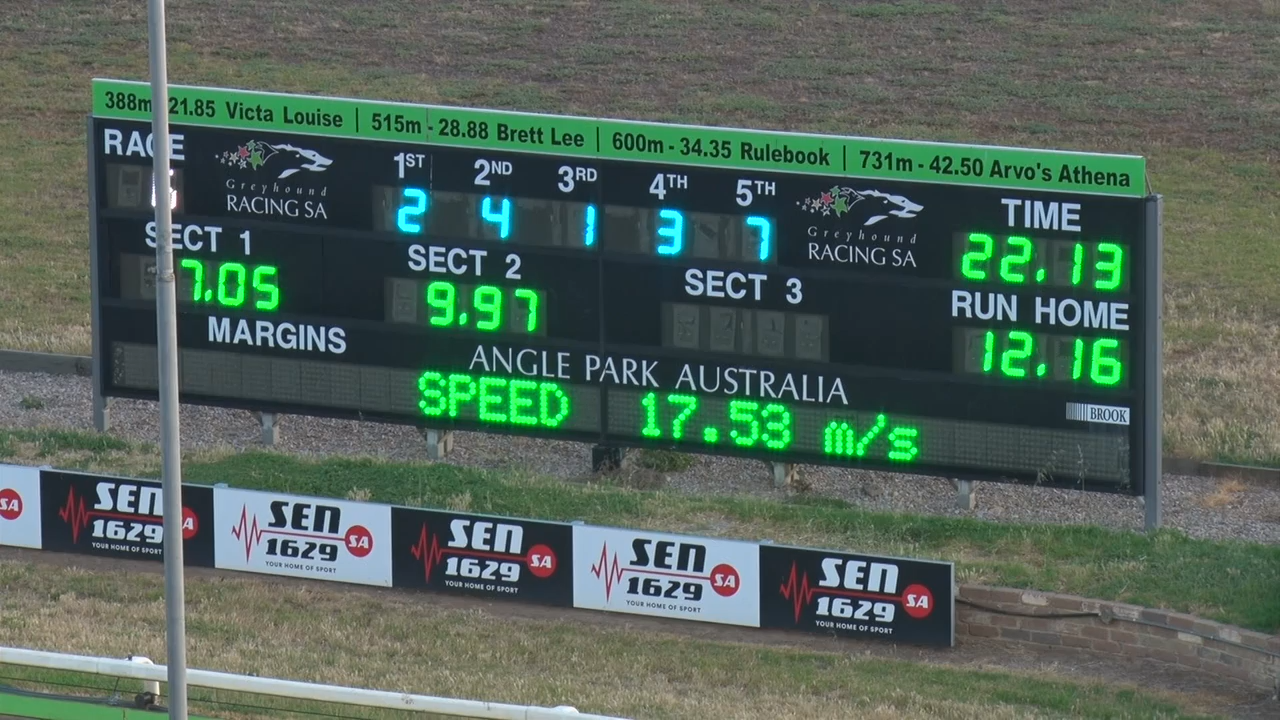 388m 21.85 Victa Louise | 515m - 28.88 Brett Lee | 600m - 34.35 Rulebook | 731m - 42.50 Arvo's Athena
RACE
Greyhound
RACING SA
1ST 2ND 3RD 4TH 5TH
2 4 1 3 7
Greyhound
RACING SA
TIME
22.13
SECT 1
7.05
SECT 2
9.97
SECT 3
RUN HOME
12.16
MARGINS
ANGLE PARK AUSTRALIA
SPEED 17.53 m/s
BROOK
SA
SEN
1629
SA
YOUR HOME OF SPORT
SEN
1629
SA
YOUR HOME OF SPORT
SEN
1629
SA
YOUR HOME OF SPORT
SEN
1629
SA
YOUR HOME OF SPORT
SEN
1629
SA
YOUR HOME OF SPORT